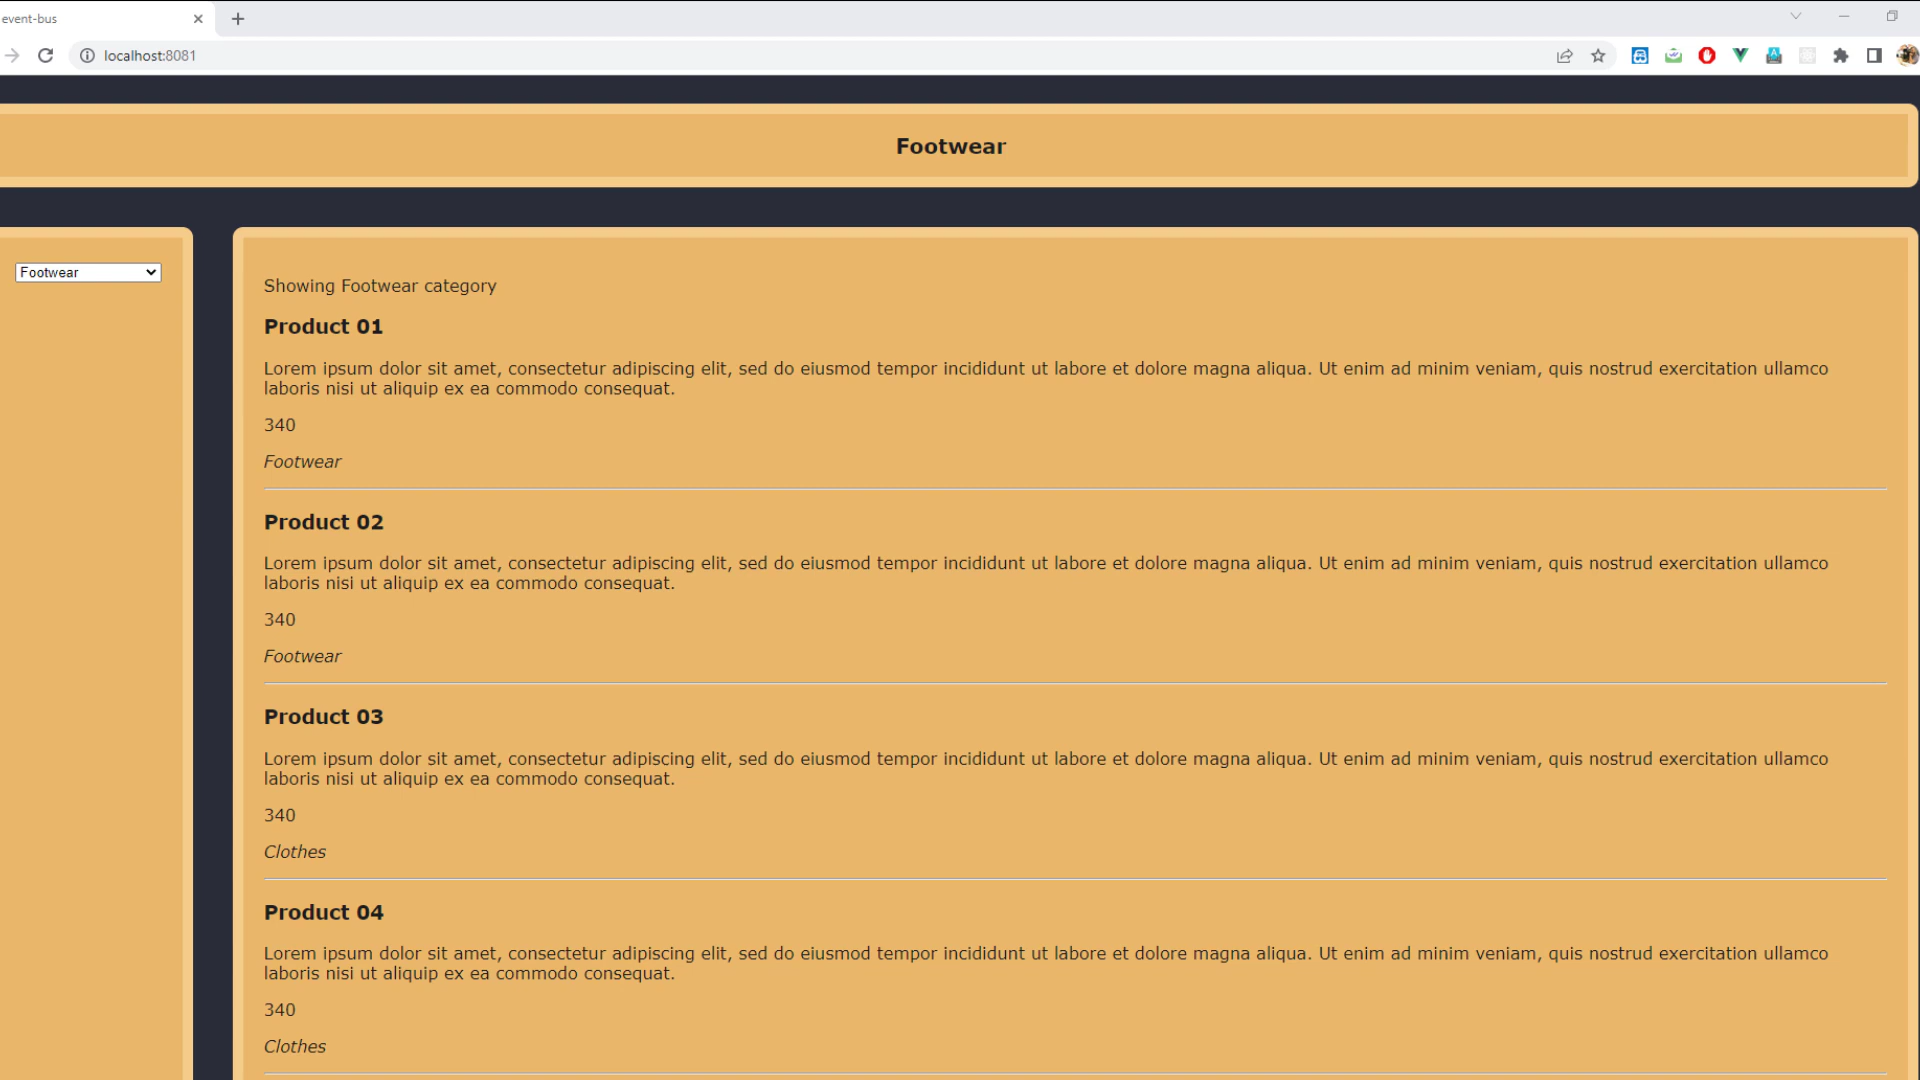 event-bus
localhost:8081
Footwear
Footwear
Showing Footwear category
Product 01
Lorem ipsum dolor sit amet, consectetur adipiscing elit, sed do eiusmod tempor incididunt ut labore et dolore magna aliqua. Ut enim ad minim veniam, quis nostrud exercitation ullamco
laboris nisi ut aliquip ex ea commodo consequat.
340
Footwear
Product 02
Lorem ipsum dolor sit amet, consectetur adipiscing elit, sed do eiusmod tempor incididunt ut labore et dolore magna aliqua. Ut enim ad minim veniam, quis nostrud exercitation ullamco
laboris nisi ut aliquip ex ea commodo consequat.
340
Footwear
Product 03
Lorem ipsum dolor sit amet, consectetur adipiscing elit, sed do eiusmod tempor incididunt ut labore et dolore magna aliqua. Ut enim ad minim veniam, quis nostrud exercitation ullamco
laboris nisi ut aliquip ex ea commodo consequat.
340
Clothes
Product 04
Lorem ipsum dolor sit amet, consectetur adipiscing elit, sed do eiusmod tempor incididunt ut labore et dolore magna aliqua. Ut enim ad minim veniam, quis nostrud exercitation ullamco
laboris nisi ut aliquip ex ea commodo consequat.
340
Clothes